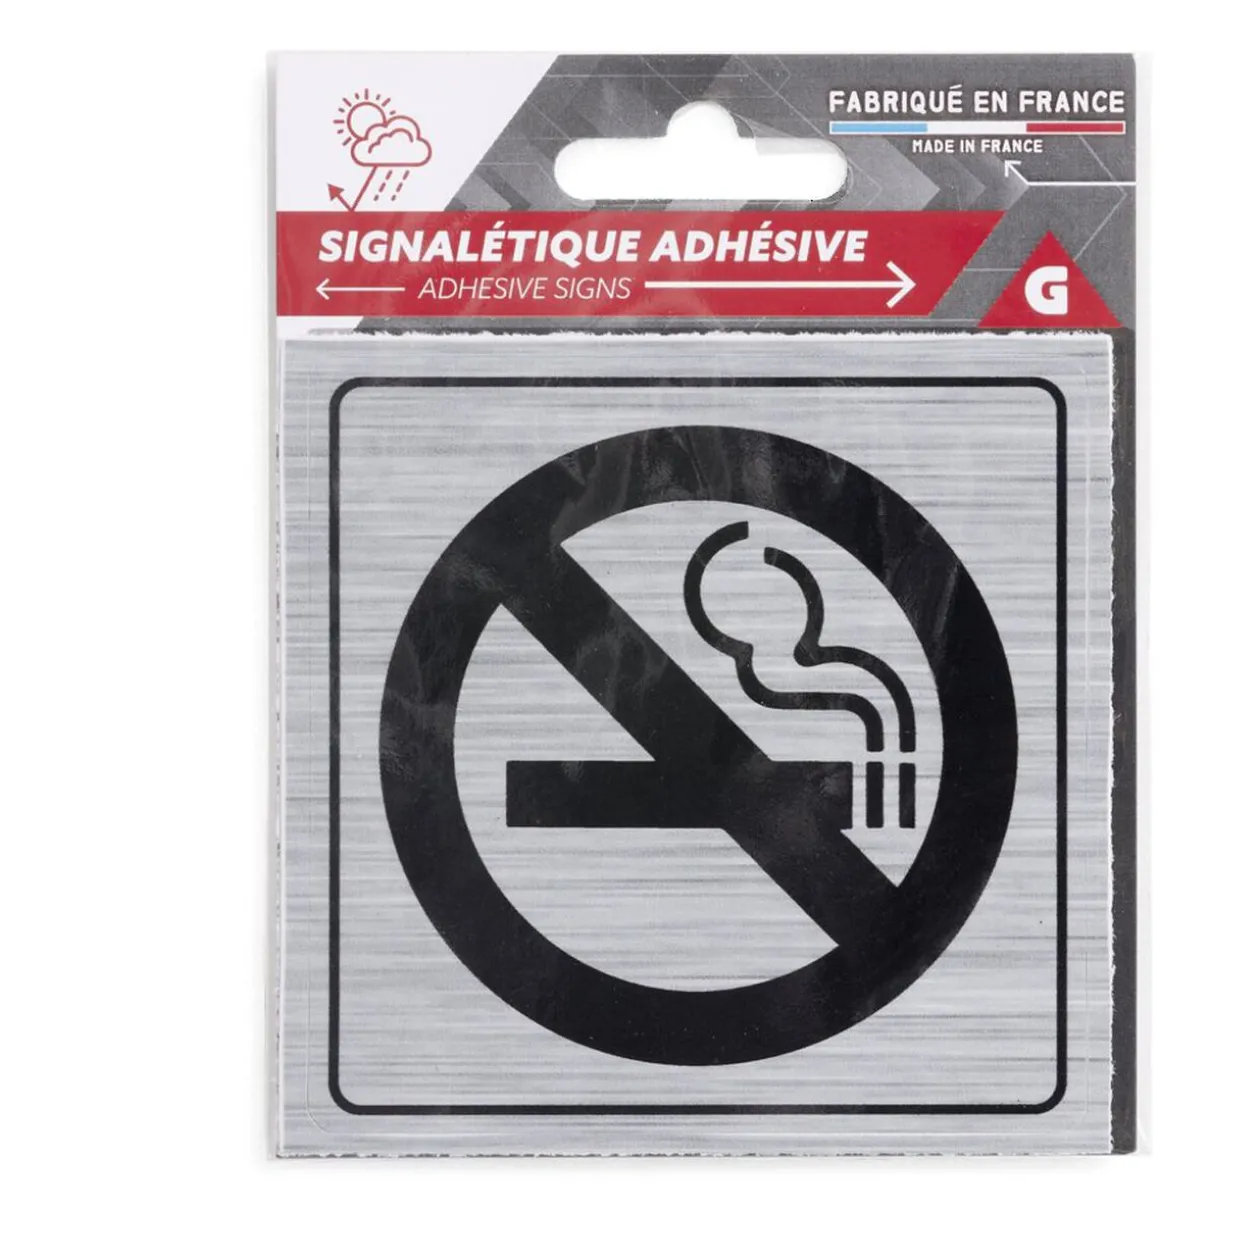 FABRIQUÉ EN FRANCE
MADE IN FRANCE
SIGNALÉTIQUE ADHÉSIVE
ADHESIVE SIGNS
G